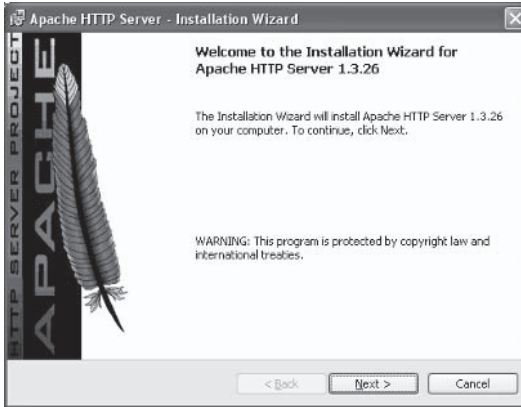 Apache HTTP Server - Installation Wizard
HTTP SERVER PROJECT
APACHE
Welcome to the Installation Wizard for
Apache HTTP Server 1.3.26
The Installation Wizard will install Apache HTTP Server 1.3.26
on your computer. To continue, click Next.
WARNING: This program is protected by copyright law and
international treaties.
< Back
Next >
Cancel